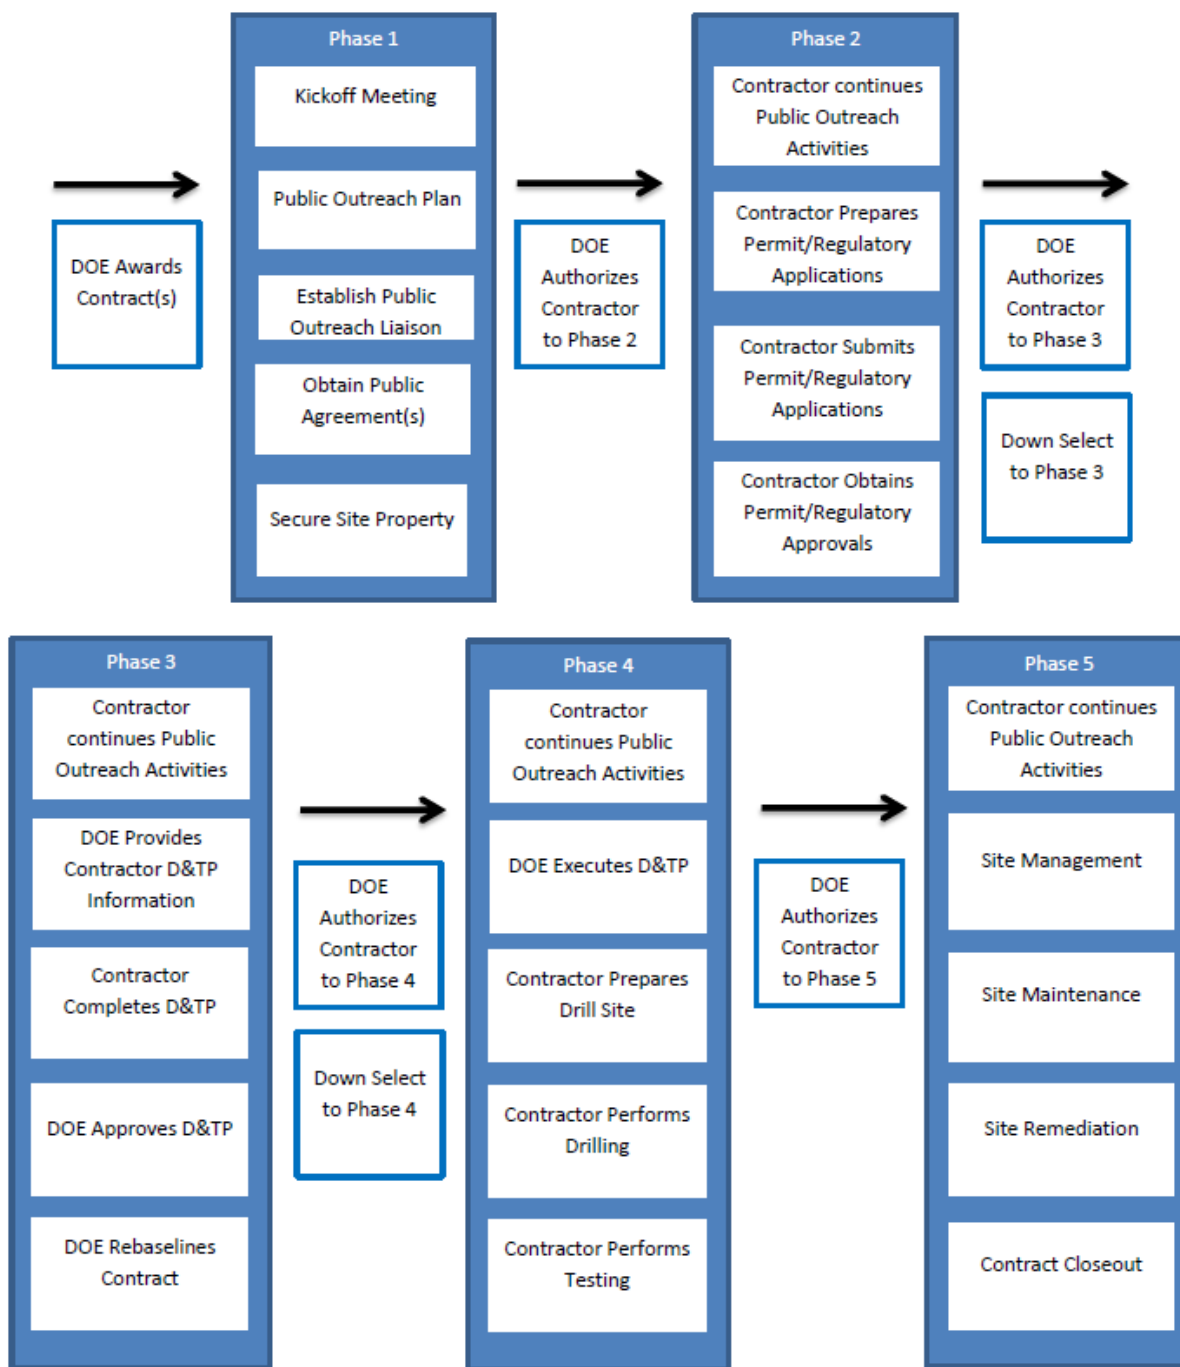 Phase 1
Kickoff Meeting
Public Outreach Plan
Establish Public
Outreach Liaison
Obtain Public
Agreement(s)
Secure Site Property
DOE Awards
Contract(s)
DOE
Authorizes
Contractor
to Phase 2
Phase 2
Contractor continues
Public Outreach
Activities
Contractor Prepares
Permit/Regulatory
Applications
Contractor Submits
Permit/Regulatory
Applications
Contractor Obtains
Permit/Regulatory
Approvals
DOE
Authorizes
Contractor
to Phase 3
Down Select
to Phase 3
Phase 3
Contractor
continues Public
Outreach Activities
DOE Provides
Contractor D&TP
Information
Contractor
Completes D&TP
DOE Approves D&TP
DOE Rebaselines
Contract
DOE
Authorizes
Contractor
to Phase 4
Down Select
to Phase 4
Phase 4
Contractor
continues Public
Outreach Activities
DOE Executes D&TP
Contractor Prepares
Drill Site
Contractor Performs
Drilling
Contractor Performs
Testing
DOE
Authorizes
Contractor
to Phase 5
Phase 5
Contractor continues
Public Outreach
Activities
Site Management
Site Maintenance
Site Remediation
Contract Closeout